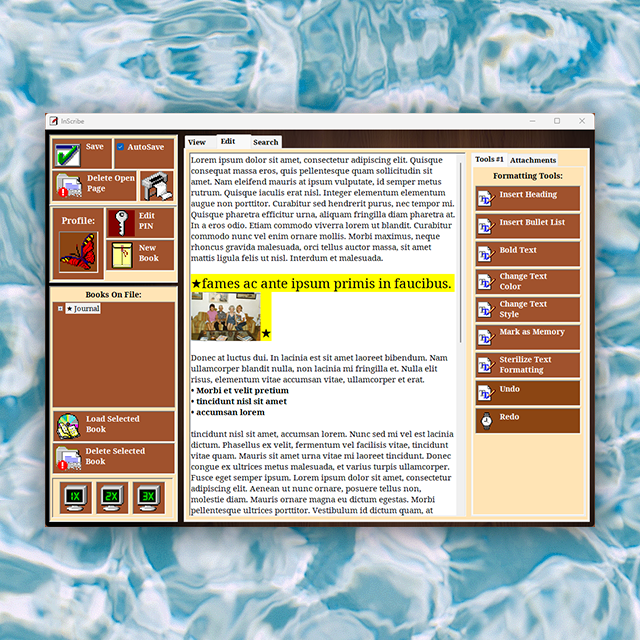 InScribe
Save
AutoSave
Delete Open
Page
Profile:
Edit
PIN
New
Book
Books On File:
★ Journal
Load Selected
Book
Delete Selected
Book
1X
2X
3X
View
Edit
Search
Lorem ipsum dolor sit amet, consectetur adipiscing elit. Quisque
consequat massa eros, quis pellentesque quam sollicitudin sit
amet. Nam eleifend mauris at ipsum vulputate, id semper metus
rutrum. Quisque iaculis erat nisl. Integer elementum elementum
augue non porttitor. Curabitur sed hendrerit purus, nec tempor mi.
Quisque pharetra efficitur urna, aliquam fringilla diam pharetra at.
In a eros odio. Etiam commodo viverra lorem ut blandit. Curabitur
commodo nunc vel enim ornare mollis. Morbi maximus, neque
rhoncus gravida malesuada, orci tellus auctor massa, sit amet
mattis ligula felis ut nisl. Interdum et malesuada.
★fames ac ante ipsum primis in faucibus.
★
Donec at luctus dui. In lacinia est sit amet laoreet bibendum. Nam
ullamcorper blandit nulla, non lacinia mi fringilla et. Nulla elit
risus, elementum vitae accumsan vitae, ullamcorper et erat.
• Morbi et velit pretium
• tincidunt nisl sit amet
• accumsan lorem
tincidunt nisl sit amet, accumsan lorem. Nunc sed mi vel est lacinia
dictum. Phasellus ex velit, fermentum vel facilisis vitae, tincidunt
vitae quam. Mauris sit amet urna vitae mi laoreet tincidunt. Donec
congue ex ultrices metus malesuada, et varius turpis ullamcorper.
Fusce eget semper ipsum. Lorem ipsum dolor sit amet, consectetur
adipiscing elit. Aenean ut nunc ornare, posuere tellus non,
molestie diam. Mauris ornare magna eu dictum egestas. Morbi
pellentesque ultrices porttitor. Vestibulum id dictum quam, at
Tools #1
Attachments
Formatting Tools:
Insert Heading
Insert Bullet List
Bold Text
Change Text
Color
Change Text
Style
Mark as Memory
Sterilize Text
Formatting
Undo
Redo